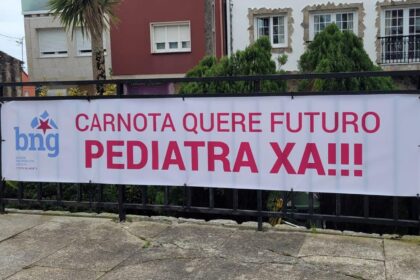 bng
CARNOTA QUERE FUTURO
PEDIATRA XA!!!